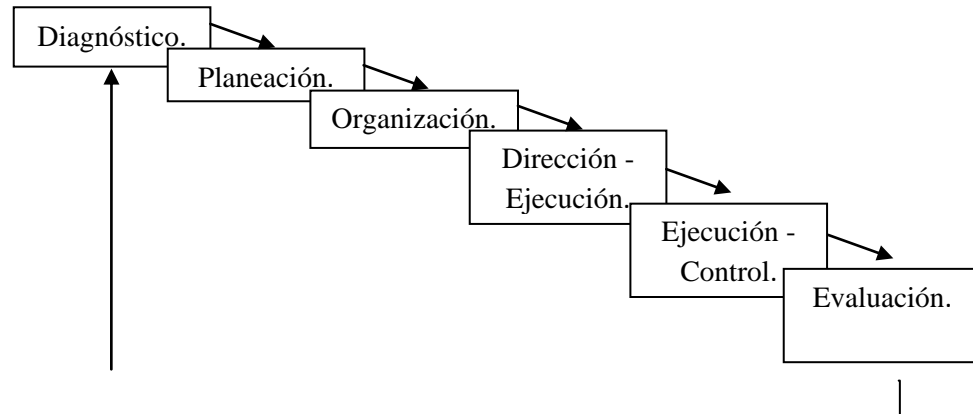 Diagnóstico.
Planeación.
Organización.
Dirección -
Ejecución.
Ejecución -
Control.
Evaluación.